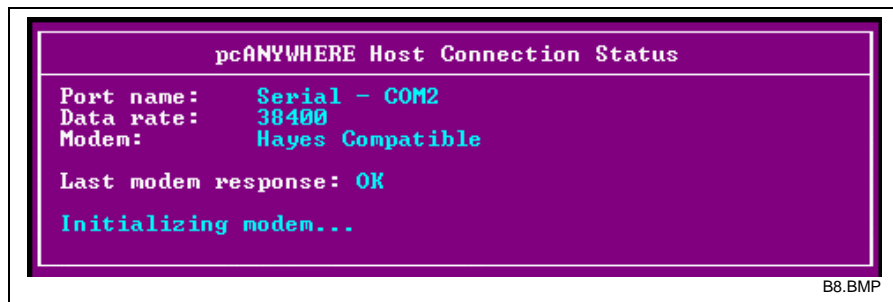 pcANYWHERE Host Connection Status
Port name: Serial - COM2
Data rate: 38400
Modem: Hayes Compatible
Last modem response: OK
Initializing modem...
B8.BMP